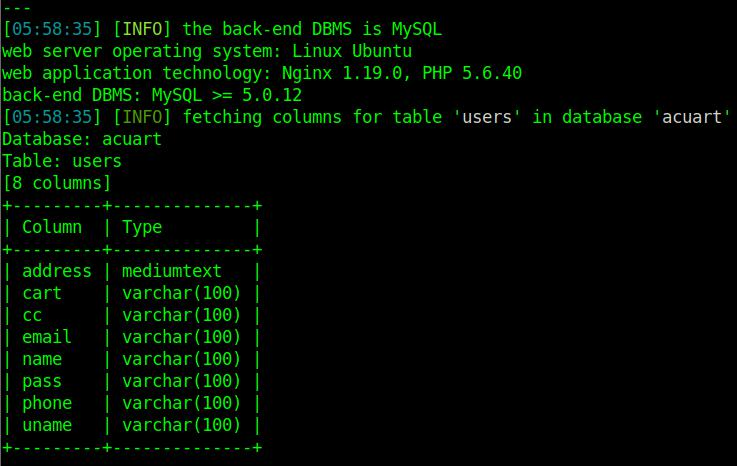 ---
[05:58:35] [INFO] the back-end DBMS is MySQL
web server operating system: Linux Ubuntu
web application technology: Nginx 1.19.0, PHP 5.6.40
back-end DBMS: MySQL >= 5.0.12
[05:58:35] [INFO] fetching columns for table 'users' in database 'acuart'
Database: acuart
Table: users
[8 columns]
+---------+--------------+
| Column  | Type         |
+---------+--------------+
| address | mediumtext   |
| cart    | varchar(100) |
| cc      | varchar(100) |
| email   | varchar(100) |
| name    | varchar(100) |
| pass    | varchar(100) |
| phone   | varchar(100) |
| uname   | varchar(100) |
+---------+--------------+